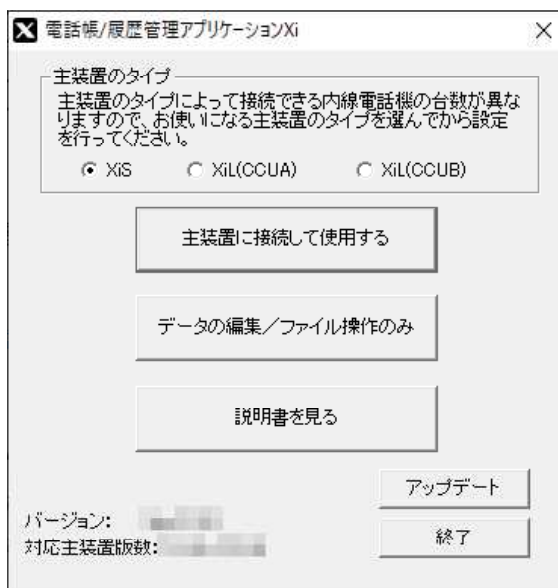 電話帳/履歴管理アプリケーションXi
主装置のタイプ
主装置のタイプによって接続できる内線電話機の台数が異な
りますので、お使いになる主装置のタイプを選んでから設定
を行ってください。
XiS XiL(CCUA) XiL(CCUB)
主装置に接続して使用する
データの編集／ファイル操作のみ
説明書を見る
アップデート
バージョン:
対応主装置版数:
終了